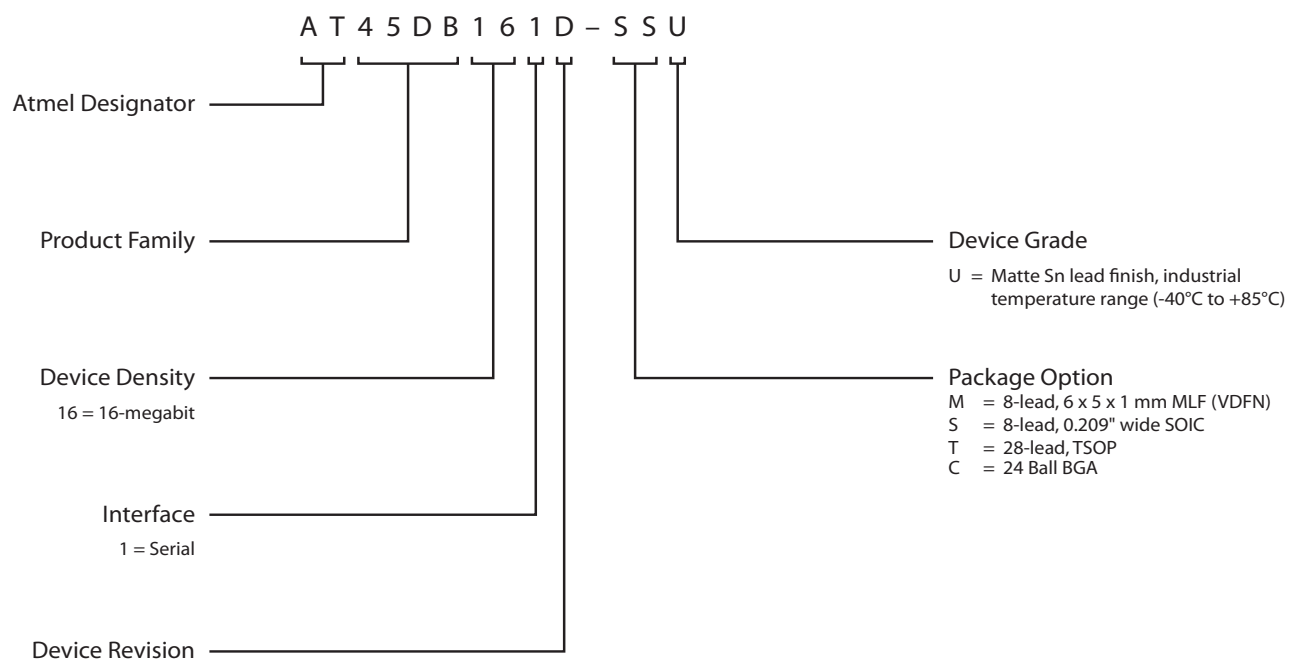 A T 4 5 D B 1 6 1 D – S S U
Atmel Designator
Product Family
Device Density
16 = 16-megabit
Interface
1 = Serial
Device Revision
Device Grade
U = Matte Sn lead finish, industrial
temperature range (-40°C to +85°C)
Package Option
M = 8-lead, 6 x 5 x 1 mm MLF (VDFN)
S = 8-lead, 0.209" wide SOIC
T = 28-lead, TSOP
C = 24 Ball BGA